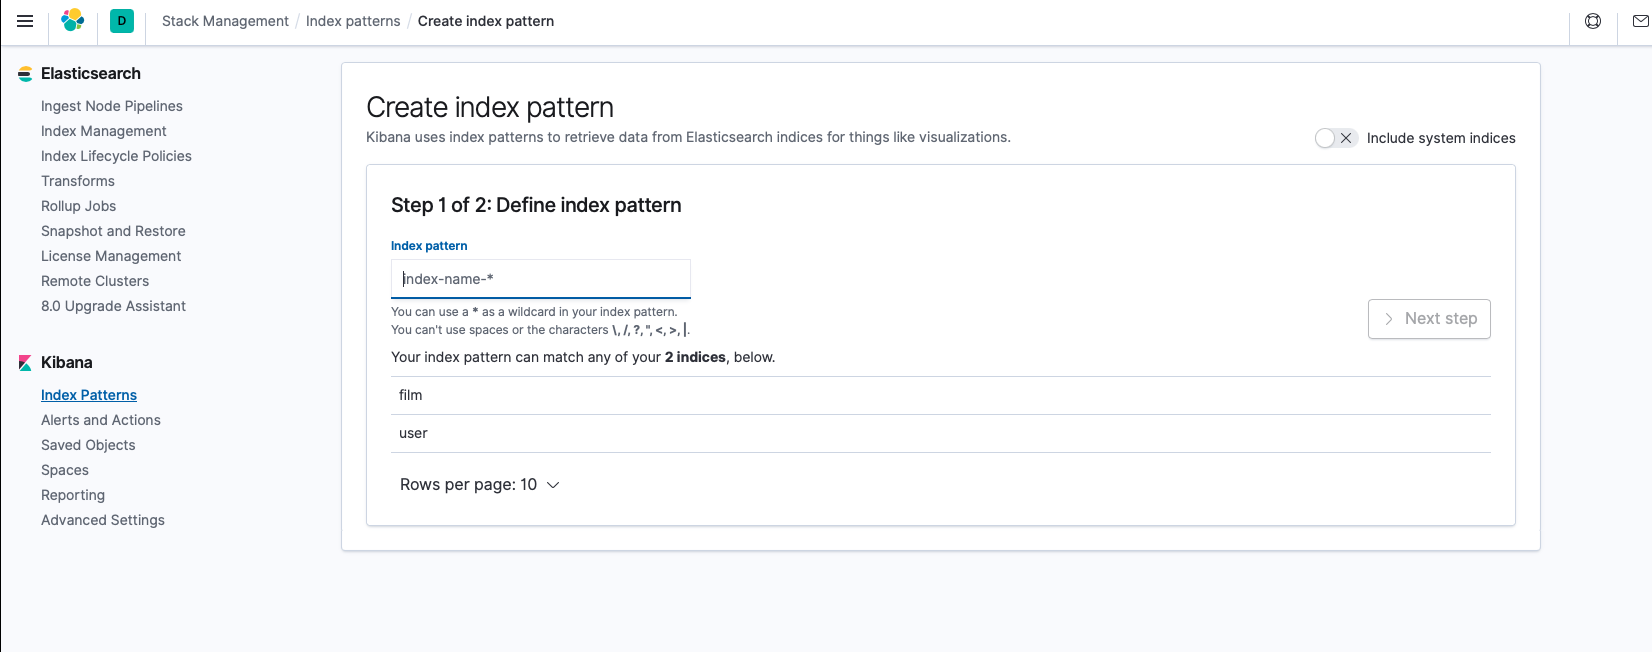 D Stack Management / Index patterns / Create index pattern
Elasticsearch
Ingest Node Pipelines
Index Management
Index Lifecycle Policies
Transforms
Rollup Jobs
Snapshot and Restore
License Management
Remote Clusters
8.0 Upgrade Assistant
Kibana
Index Patterns
Alerts and Actions
Saved Objects
Spaces
Reporting
Advanced Settings
Create index pattern
Kibana uses index patterns to retrieve data from Elasticsearch indices for things like visualizations.
Include system indices
Step 1 of 2: Define index pattern
Index pattern
index-name-*
You can use a * as a wildcard in your index pattern.
You can't use spaces or the characters \, /, ?, ", <, >, |.
Next step
Your index pattern can match any of your 2 indices, below.
film
user
Rows per page: 10